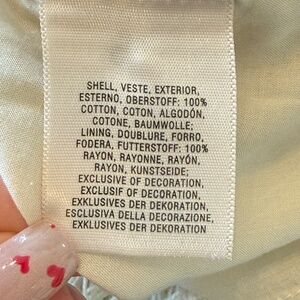 SHELL, VESTE, EXTERIOR,
ESTERNO, OBERSTOFF: 100%
COTTON, COTON, ALGODÓN,
COTONE, BAUMWOLLE;
LINING, DOUBLURE, FORRO,
FODERA, FUTTERSTOFF: 100%
RAYON, RAYONNE, RAYÓN,
RAYON, KUNSTSEIDE;
EXCLUSIVE OF DECORATION,
EXCLUSIF OF DECORATION,
EXKLUSIVES DER DEKORATION,
ESCLUSIVA DELLA DECORAZIONE,
EXKLUSIVES DER DEKORATION